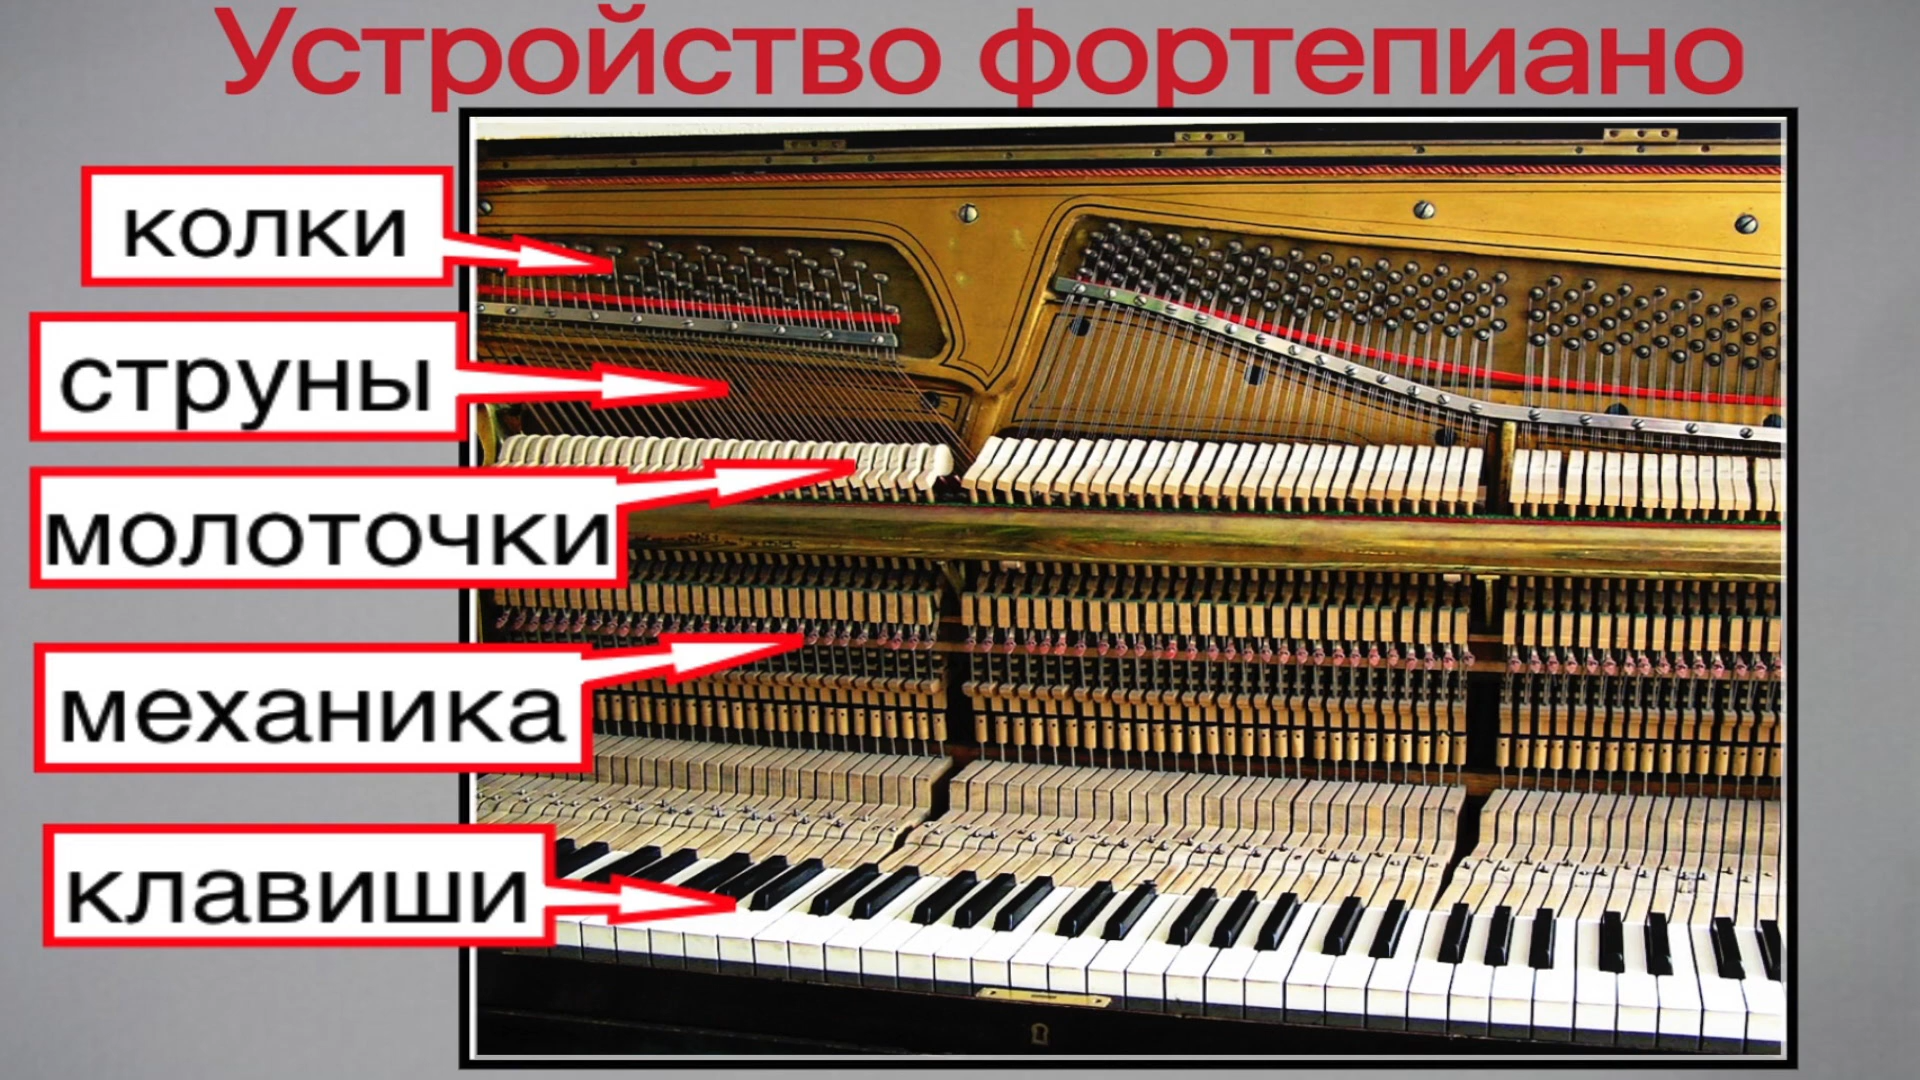 Устройство фортепиано
колки
струны
молоточки
механика
клавиши